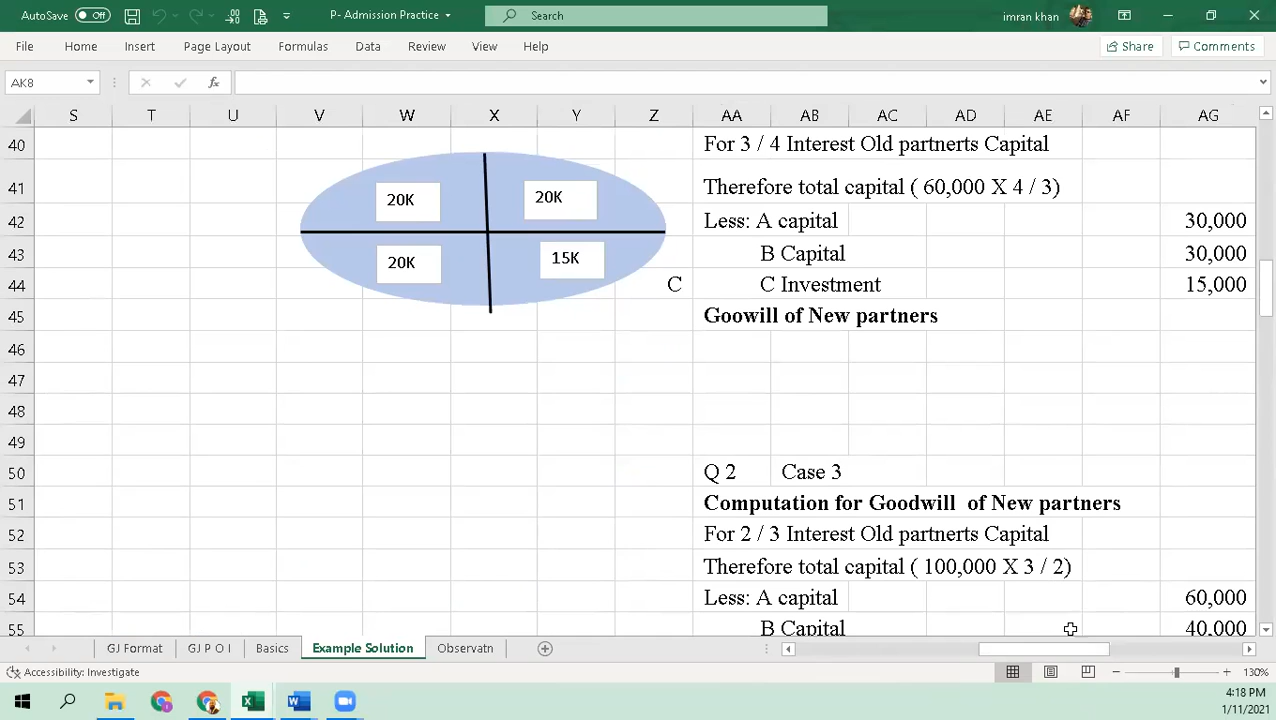 AutoSave Off P- Admission Practice Search imran khan
File Home Insert Page Layout Formulas Data Review View Help Share Comments
AK8 fx
S T U V W X Y Z AA AB AC AD AE AF AG
40 For 3 / 4 Interest Old partnerts Capital
41 20K 20K Therefore total capital ( 60,000 X 4 / 3)
42 Less: A capital 30,000
43 20K 15K B Capital 30,000
44 C C Investment 15,000
45 Goowill of New partners
46
47
48
49
50 Q 2 Case 3
51 Computation for Goodwill of New partners
52 For 2 / 3 Interest Old partnerts Capital
53 Therefore total capital ( 100,000 X 3 / 2)
54 Less: A capital 60,000
55 B Capital 40,000
GJ Format GJ P O I Basics Example Solution Observatn
Accessibility: Investigate 130%
4:18 PM
1/11/2021